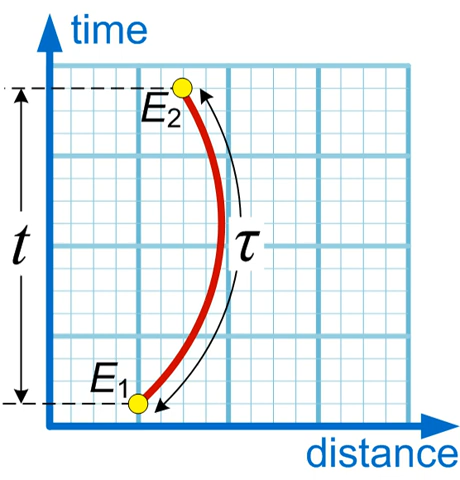 time
E₂
t
τ
E₁
distance